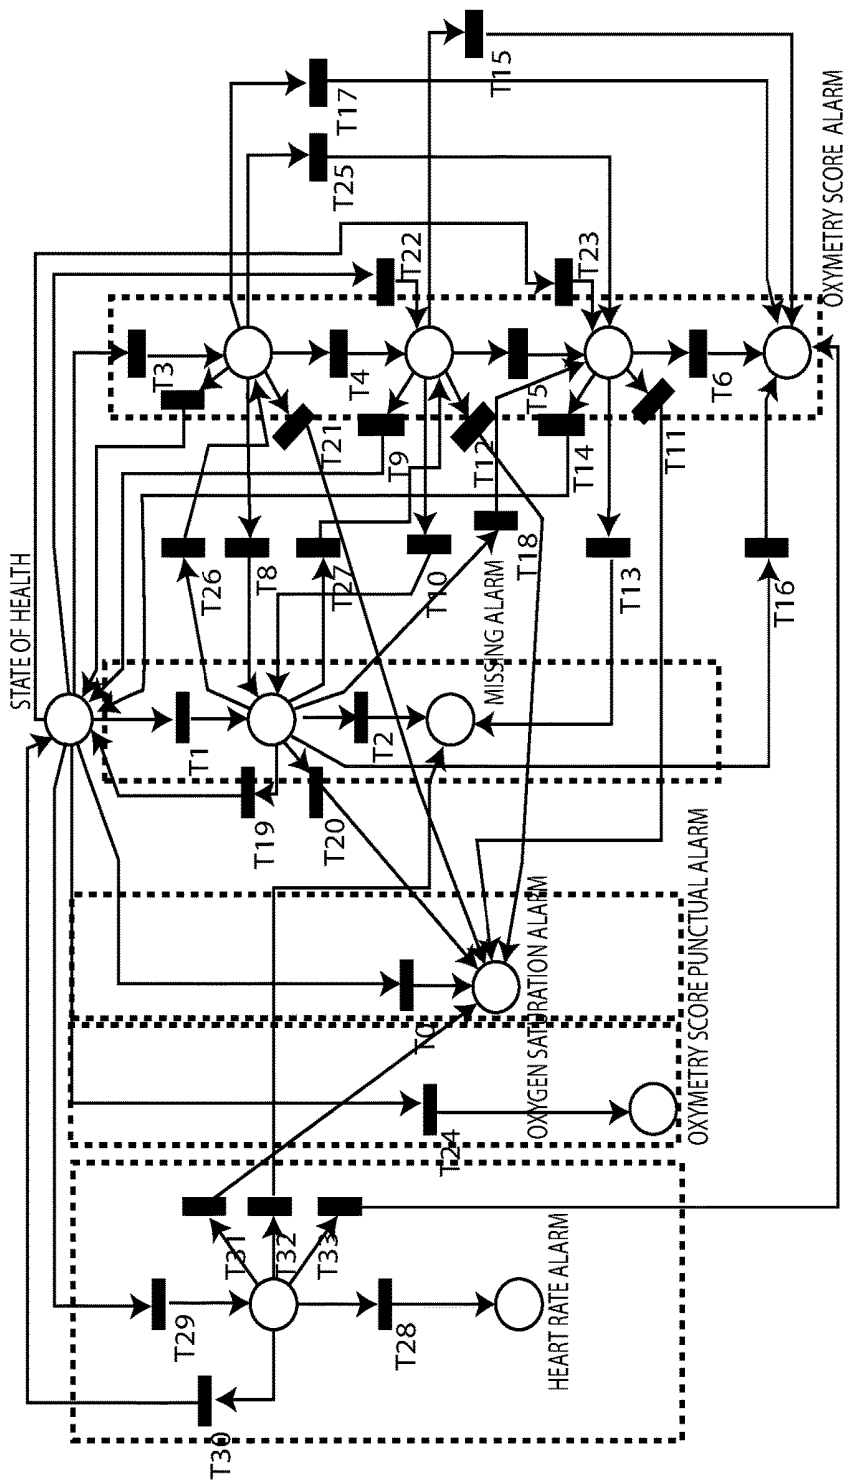 T15
T17
T25
OXYMETRY SCORE ALARM
T22
T23
T3
T4
T5
T6
T21
T9
T12
T14
T11
T26
T8
T27
T10
T18
T13
T16
STATE OF HEALTH
MISSING ALARM
T1
T2
T19
T20
OXYGEN SATURATION ALARM
OXYMETRY SCORE PUNCTUAL ALARM
T0
T24
T31
T32
T33
HEART RATE ALARM
T29
T28
T30